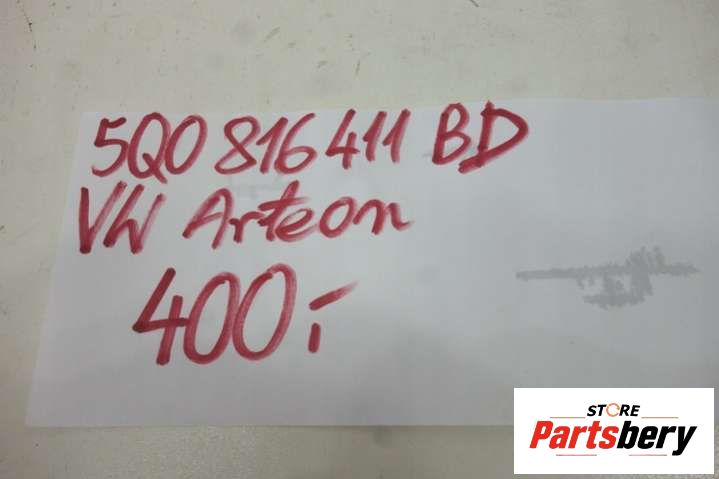 5Q0 816 411 BD
VW Arteon
400,-
STORE
Partsbery